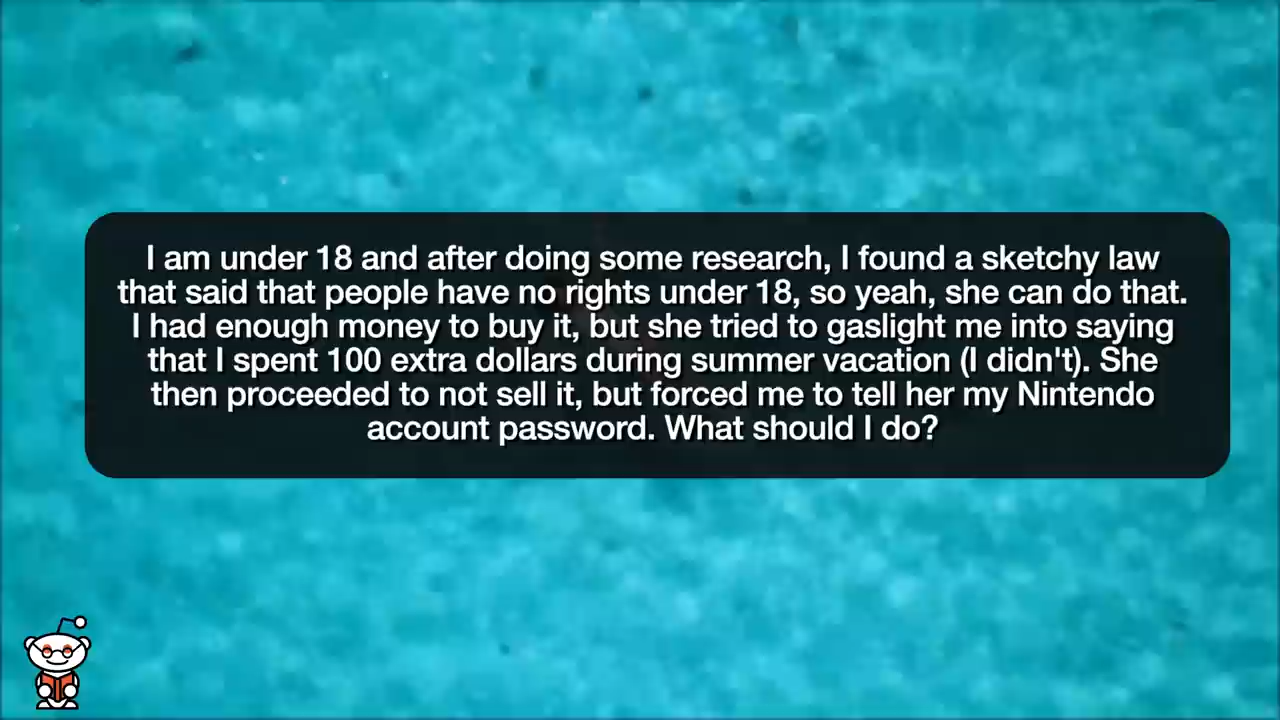 I am under 18 and after doing some research, I found a sketchy law
that said that people have no rights under 18, so yeah, she can do that.
I had enough money to buy it, but she tried to gaslight me into saying
that I spent 100 extra dollars during summer vacation (I didn't). She
then proceeded to not sell it, but forced me to tell her my Nintendo
account password. What should I do?